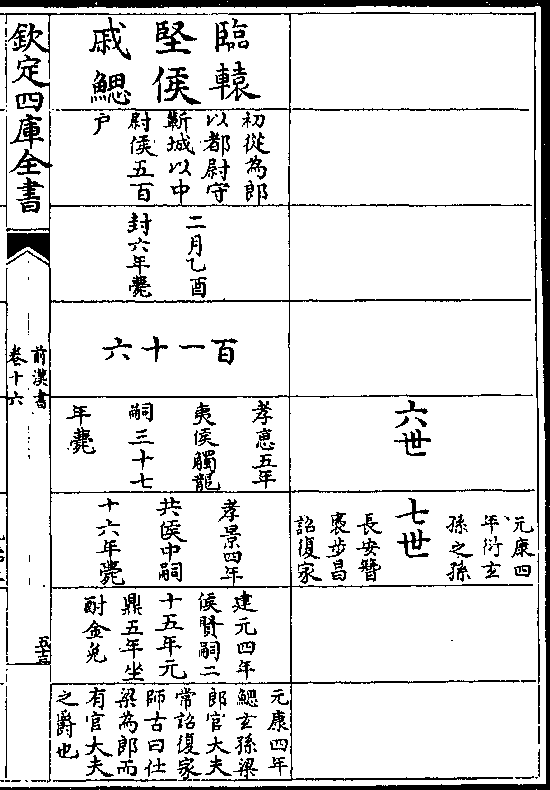 六世
元康四
年衍玄
孫之孫
七世
長安簪
褭步昌
詔復家
臨轅
堅侯
戚鰓
初從為郎
以都尉守
蘄城以中
尉侯五百
户
二月乙酉
封六年薨
百一十六
孝惠五年
夷侯觸龍
嗣三十七
年薨
孝景四年
共侯中嗣
十六年薨
建元四年
侯賢嗣二
十五年元
鼎五年坐
酎金免
元康四年
鰓玄孫梁
郎官大夫
常詔復家
師古曰仕
梁為郎而
有官大夫
之爵也
欽定四庫全書
前漢書
卷十六